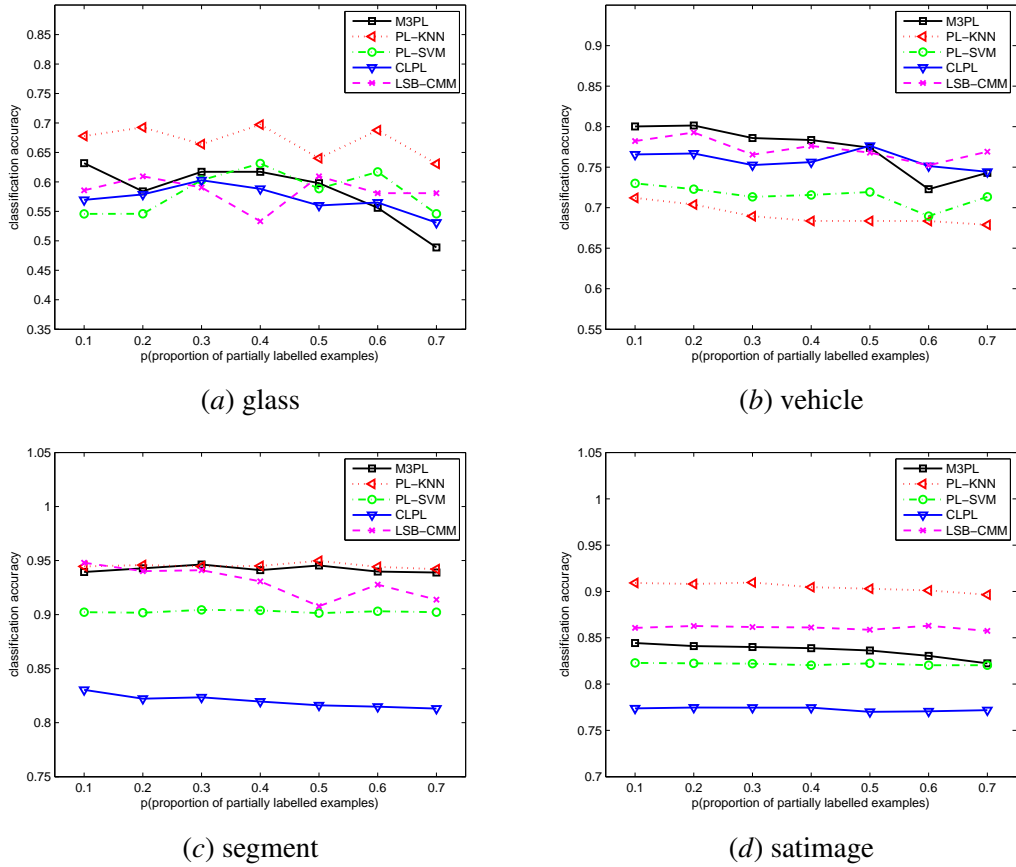 0.85
0.8
0.75
0.7
0.65
0.6
0.55
0.5
0.45
0.4
0.35
classification accuracy
M3PL
PL−KNN
PL−SVM
CLPL
LSB−CMM
0.1 0.2 0.3 0.4 0.5 0.6 0.7
p(proportion of partially labelled examples)
(a) glass
0.9
0.85
0.8
0.75
0.7
0.65
0.6
0.55
classification accuracy
M3PL
PL−KNN
PL−SVM
CLPL
LSB−CMM
0.1 0.2 0.3 0.4 0.5 0.6 0.7
p(proportion of partially labelled examples)
(b) vehicle
1.05
1
0.95
0.9
0.85
0.8
0.75
classification accuracy
M3PL
PL−KNN
PL−SVM
CLPL
LSB−CMM
0.1 0.2 0.3 0.4 0.5 0.6 0.7
p(proportion of partially labelled examples)
(c) segment
1.05
1
0.95
0.9
0.85
0.8
0.75
0.7
classification accuracy
M3PL
PL−KNN
PL−SVM
CLPL
LSB−CMM
0.1 0.2 0.3 0.4 0.5 0.6 0.7
p(proportion of partially labelled examples)
(d) satimage